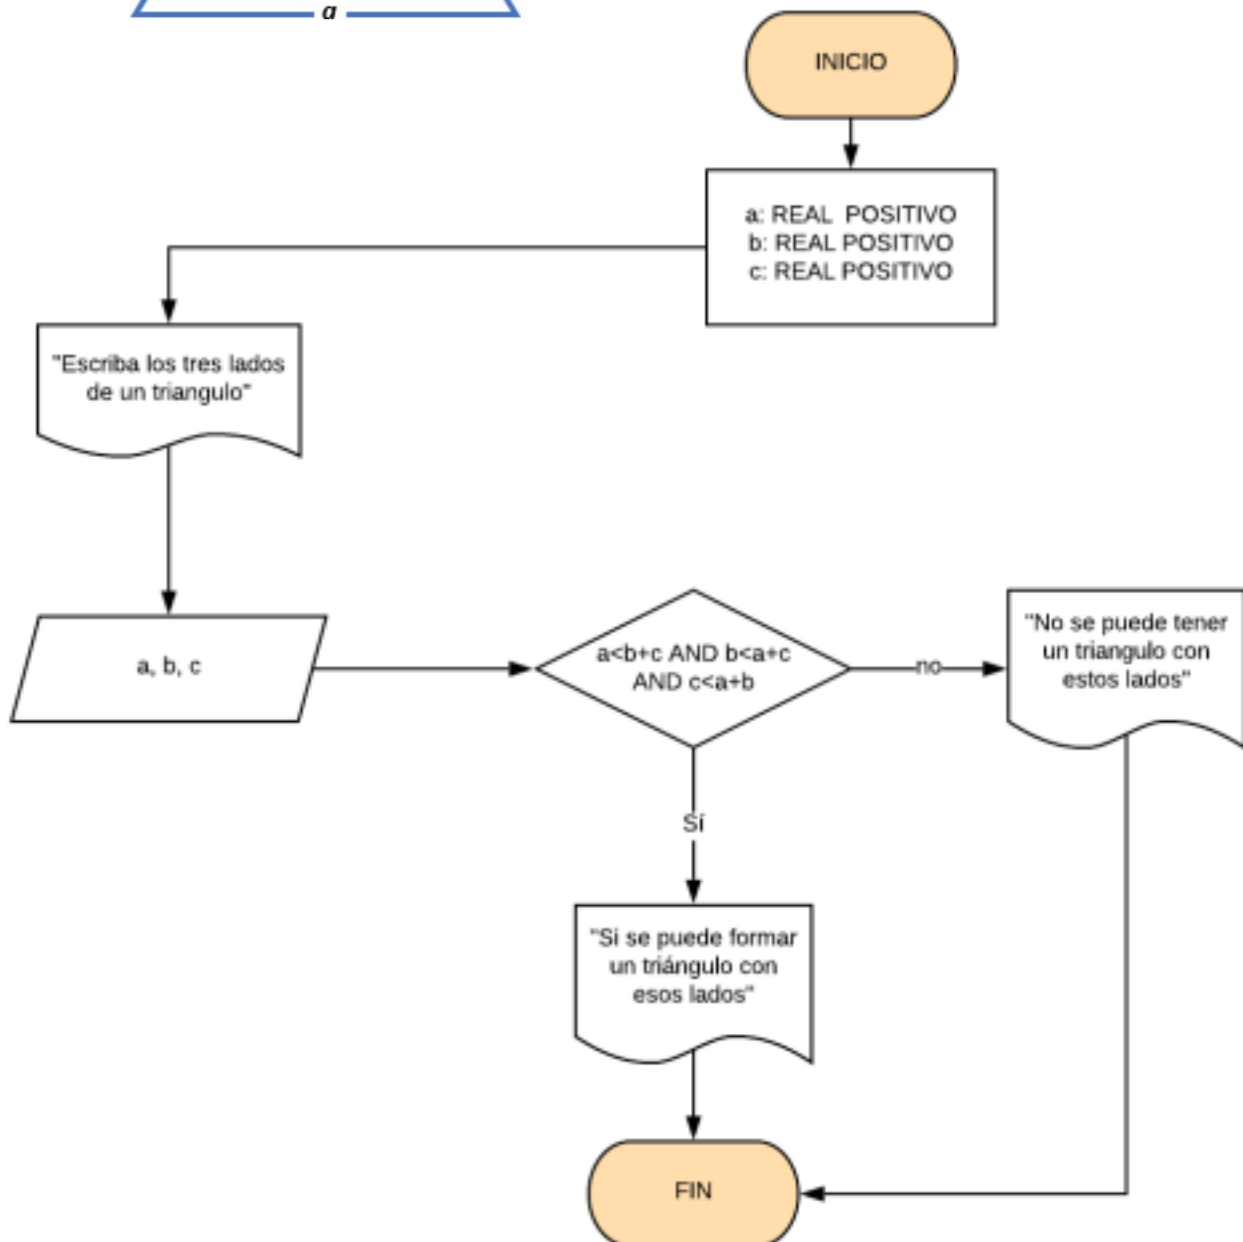 a
INICIO
a: REAL POSITIVO
b: REAL POSITIVO
c: REAL POSITIVO
"Escriba los tres lados
de un triangulo"
a, b, c
a<b+c AND b<a+c
AND c<a+b
no
"No se puede tener
un triangulo con
estos lados"
Sí
"Si se puede formar
un triángulo con
esos lados"
FIN